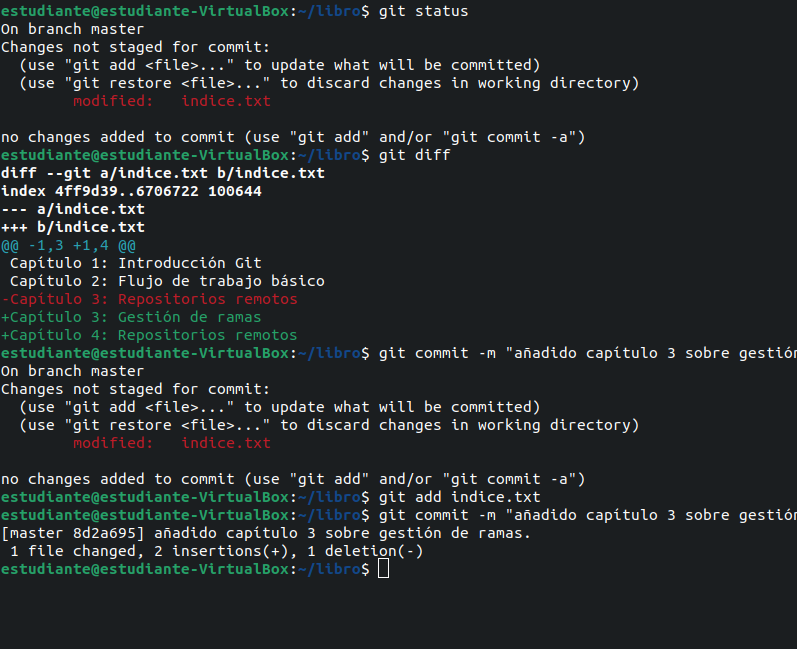 estudiante@estudiante-VirtualBox:~/libro$ git status
On branch master
Changes not staged for commit:
  (use "git add <file>..." to update what will be committed)
  (use "git restore <file>..." to discard changes in working directory)
        modified:   indice.txt

no changes added to commit (use "git add" and/or "git commit -a")
estudiante@estudiante-VirtualBox:~/libro$ git diff
diff --git a/indice.txt b/indice.txt
index 4ff9d39..6706722 100644
--- a/indice.txt
+++ b/indice.txt
@@ -1,3 +1,4 @@
 Capítulo 1: Introducción Git
 Capítulo 2: Flujo de trabajo básico
-Capítulo 3: Repositorios remotos
+Capítulo 3: Gestión de ramas
+Capítulo 4: Repositorios remotos
estudiante@estudiante-VirtualBox:~/libro$ git commit -m "añadido capítulo 3 sobre gestión
On branch master
Changes not staged for commit:
  (use "git add <file>..." to update what will be committed)
  (use "git restore <file>..." to discard changes in working directory)
        modified:   indice.txt

no changes added to commit (use "git add" and/or "git commit -a")
estudiante@estudiante-VirtualBox:~/libro$ git add indice.txt
estudiante@estudiante-VirtualBox:~/libro$ git commit -m "añadido capítulo 3 sobre gestión
[master 8d2a695] añadido capítulo 3 sobre gestión de ramas.
 1 file changed, 2 insertions(+), 1 deletion(-)
estudiante@estudiante-VirtualBox:~/libro$